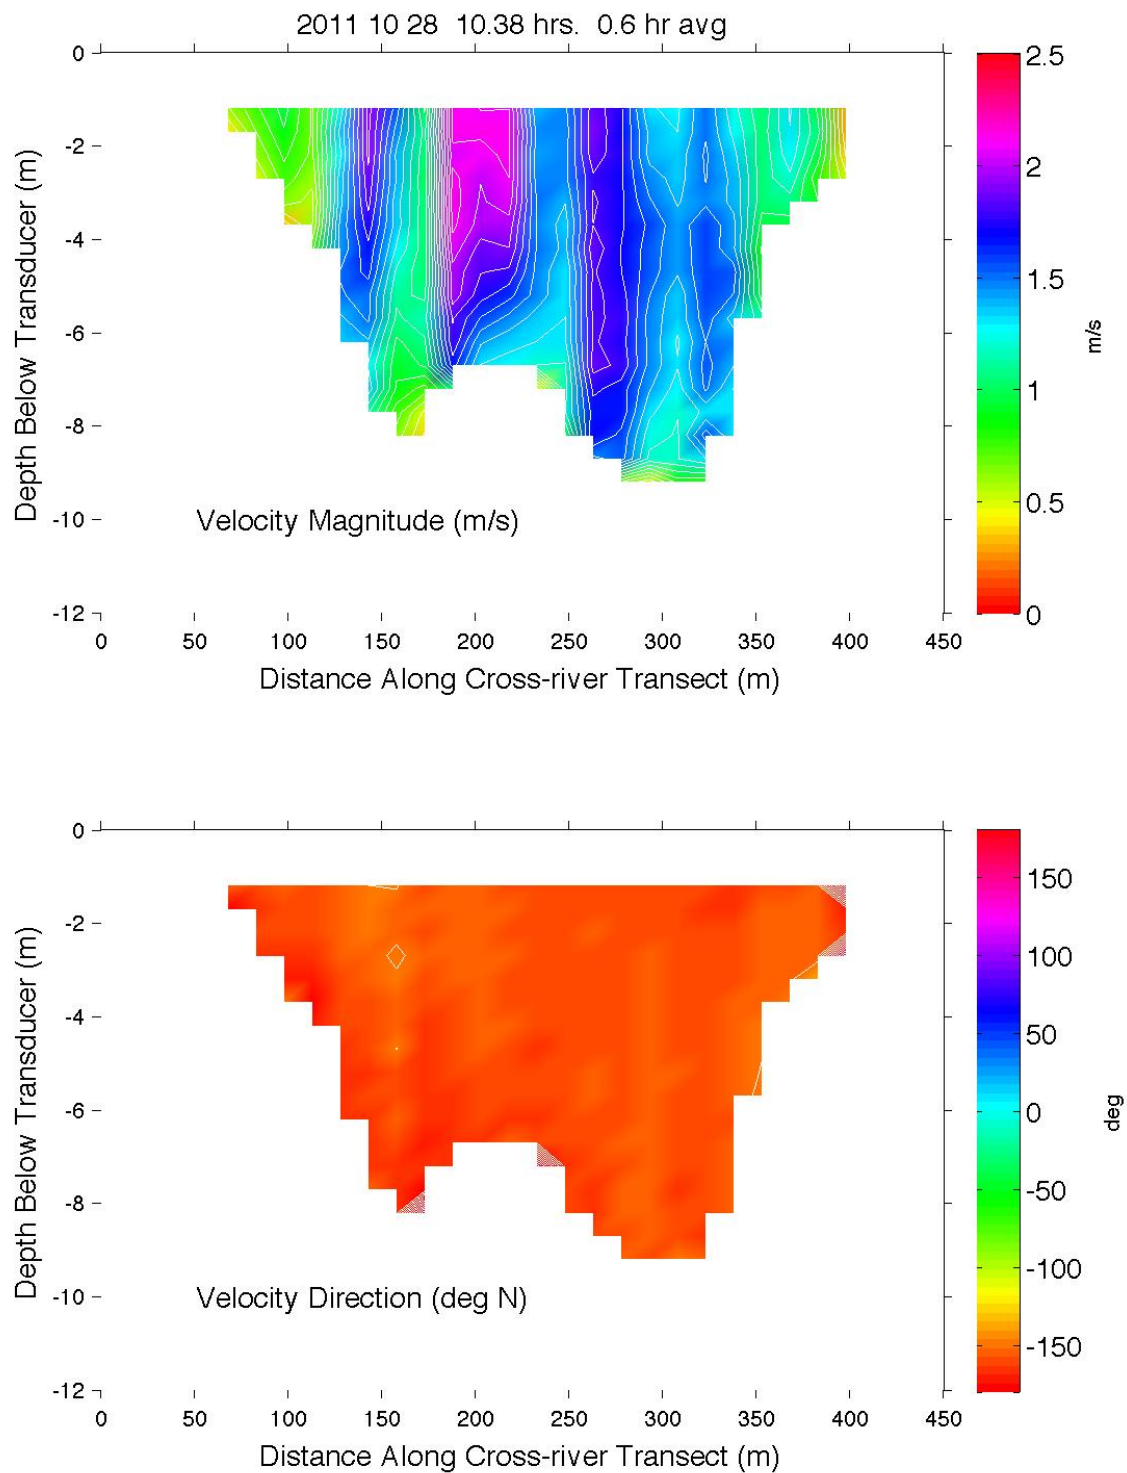 2011 10 28  10.38 hrs.  0.6 hr avg
0
-2
-4
-6
-8
-10
-12
Depth Below Transducer (m)
Velocity Magnitude (m/s)
0 50 100 150 200 250 300 350 400 450
Distance Along Cross-river Transect (m)
2.5
2
1.5
1
0.5
0
m/s
0
-2
-4
-6
-8
-10
-12
Depth Below Transducer (m)
Velocity Direction (deg N)
0 50 100 150 200 250 300 350 400 450
Distance Along Cross-river Transect (m)
150
100
50
0
-50
-100
-150
deg